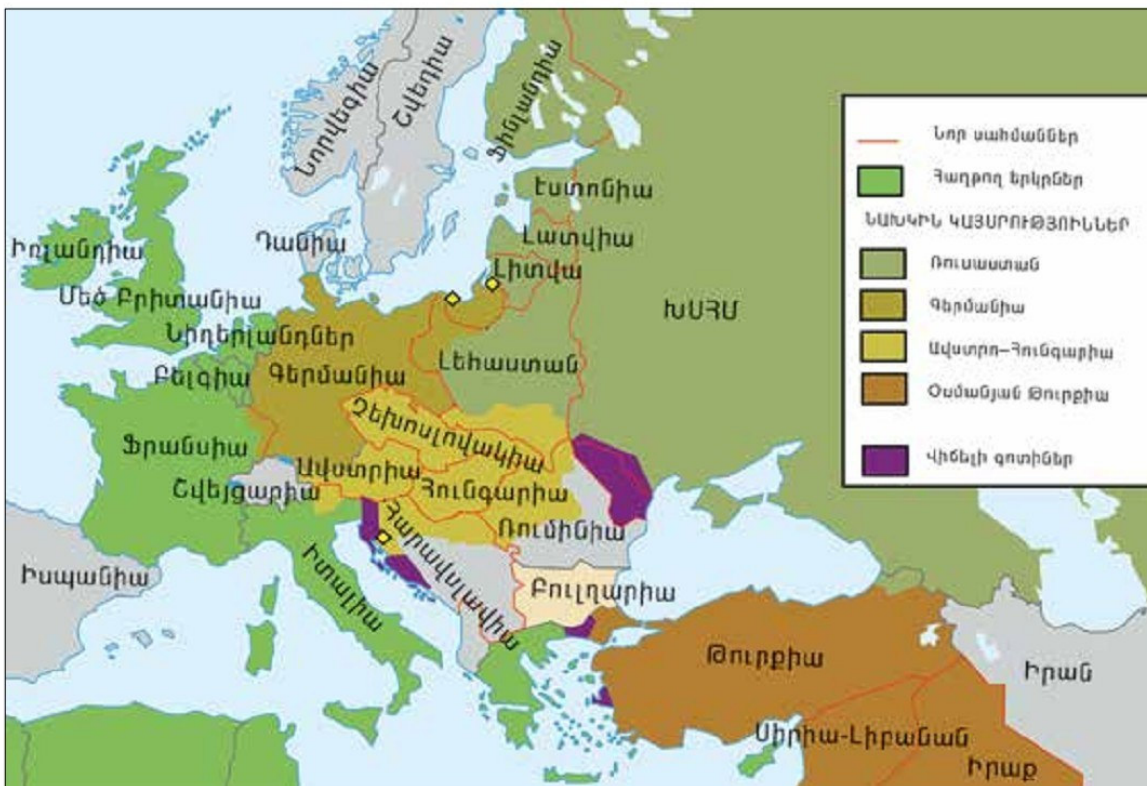 Նորվեգիա
Շվեդիա
Ֆինլանդիա
Էստոնիա
Լատվիա
Լիտվա
Դանիա
Իռլանդիա
Մեծ Բրիտանիա
Նիդերլանդներ
Բելգիա
Գերմանիա
Լեհաստան
ԽՍՀՄ
Ֆրանսիա
Չեխոսլովակիա
Ավստրիա
Շվեյցարիա
Հունգարիա
Ռումինիա
Հարավսլավիա
Իսպանիա
Իտալիա
Բուլղարիա
Թուրքիա
Իրան
Սիրիա-Լիբանան
Իրաք
Նոր սահմաններ
Հաղթող երկրներ
ՆԱԽԿԻՆ ԿԱՅՍՐՈՒԹՅՈՒՆՆԵՐ
Ռուսաստան
Գերմանիա
Ավստրո-Հունգարիա
Օսմանյան Թուրքիա
Վիճելի գոտիներ